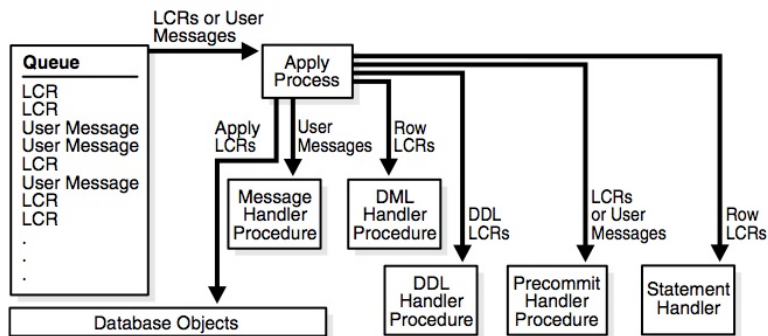 LCRs or User
Messages
Queue
LCR
LCR
User Message
User Message
LCR
User Message
LCR
LCR
.
.
.
Apply
Process
Apply
LCRs
User
Messages
Row
LCRs
DDL
LCRs
LCRs
or User
Messages
Row
LCRs
Message
Handler
Procedure
DML
Handler
Procedure
DDL
Handler
Procedure
Precommit
Handler
Procedure
Statement
Handler
Database Objects